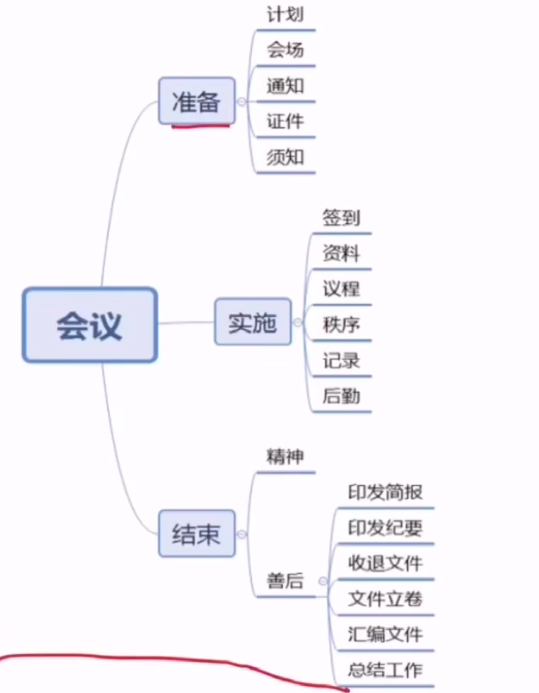 计划
会场
准备
通知
证件
须知
签到
资料
议程
会议
实施
秩序
记录
后勤
精神
结束
印发简报
印发纪要
收退文件
善后
文件立卷
汇编文件
总结工作